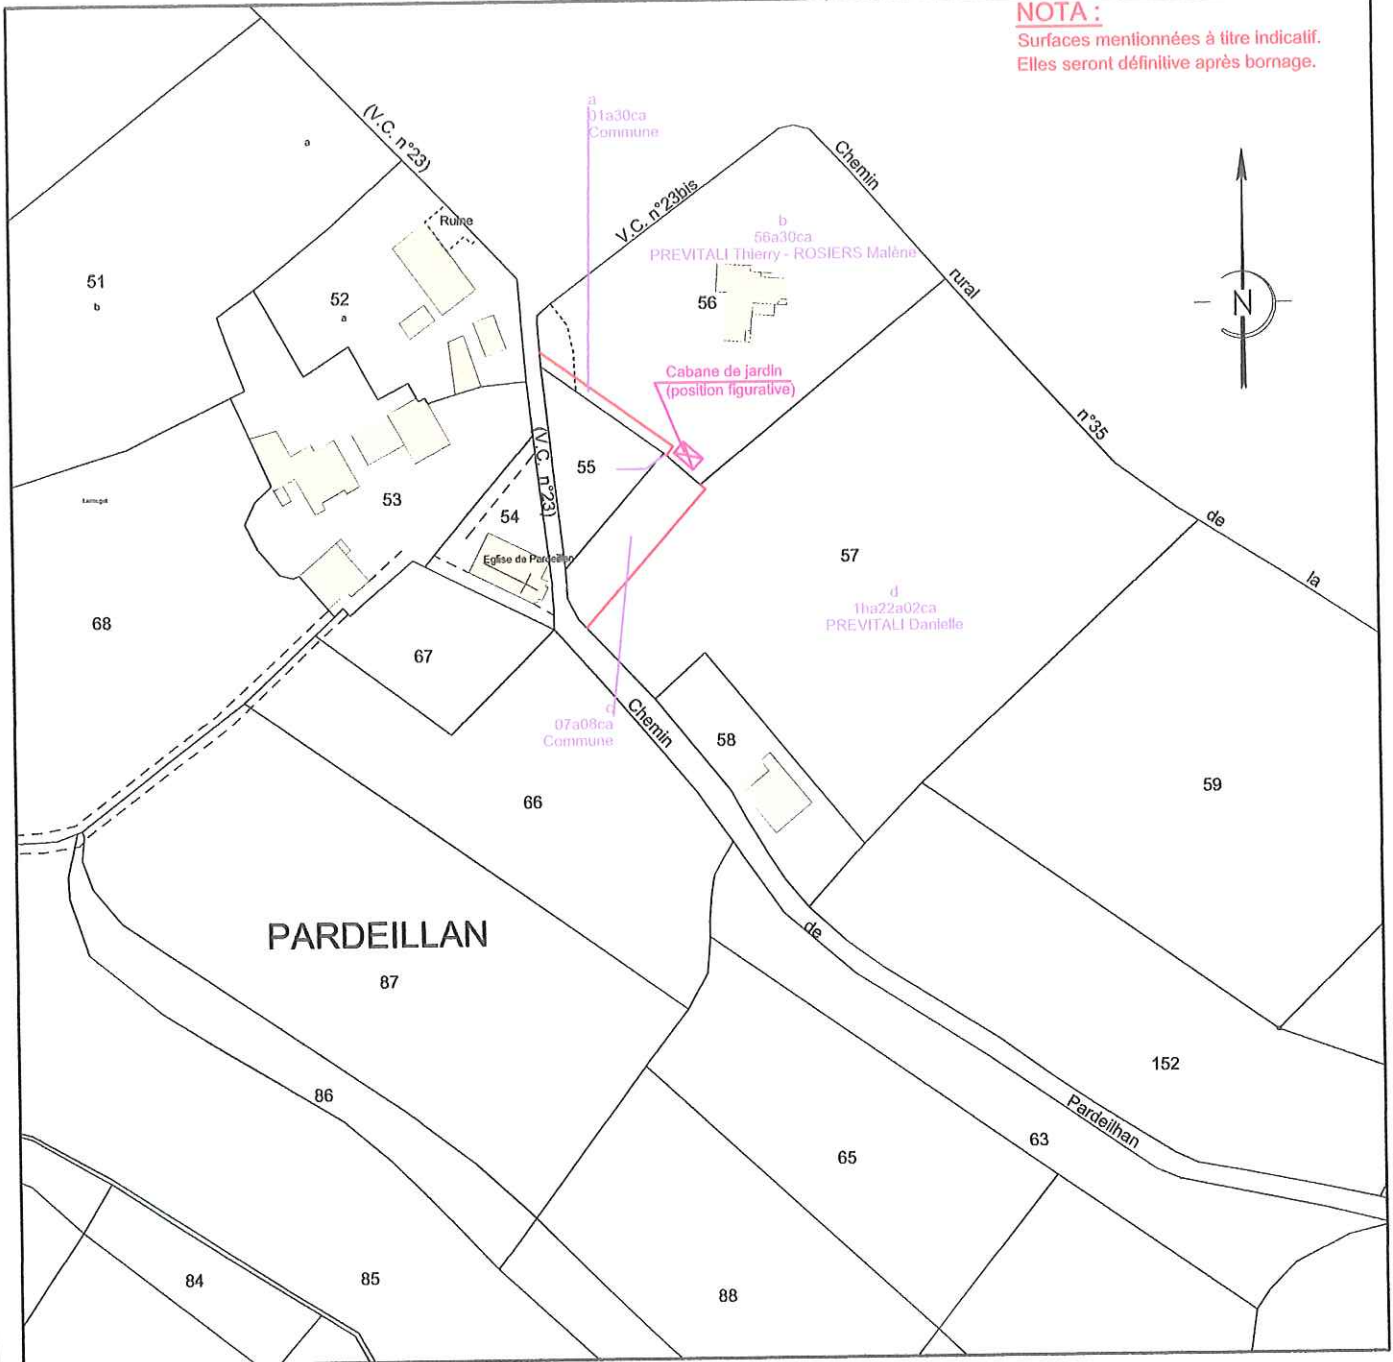 NOTA :
Surfaces mentionnées à titre indicatif.
Elles seront définitive après bornage.
a
01a30ca
Commune
(V.C. n°23)
a
Chemin
V.C. n°23bis
Ruine
b
56a30ca
PREVITALI Thierry - ROSIERS Malène
51
b
52
a
56
rural
N
Cabane de jardin
(position figurative)
n°35
(V.C. n°23)
55
53
54
de
Eglise de Pardeillan
57
la
d
1ha22a02ca
PREVITALI Danielle
68
67
c
07a08ca
Commune
Chemin
58
59
66
de
PARDEILLAN
87
152
86
Pardeilhan
63
65
84
85
88